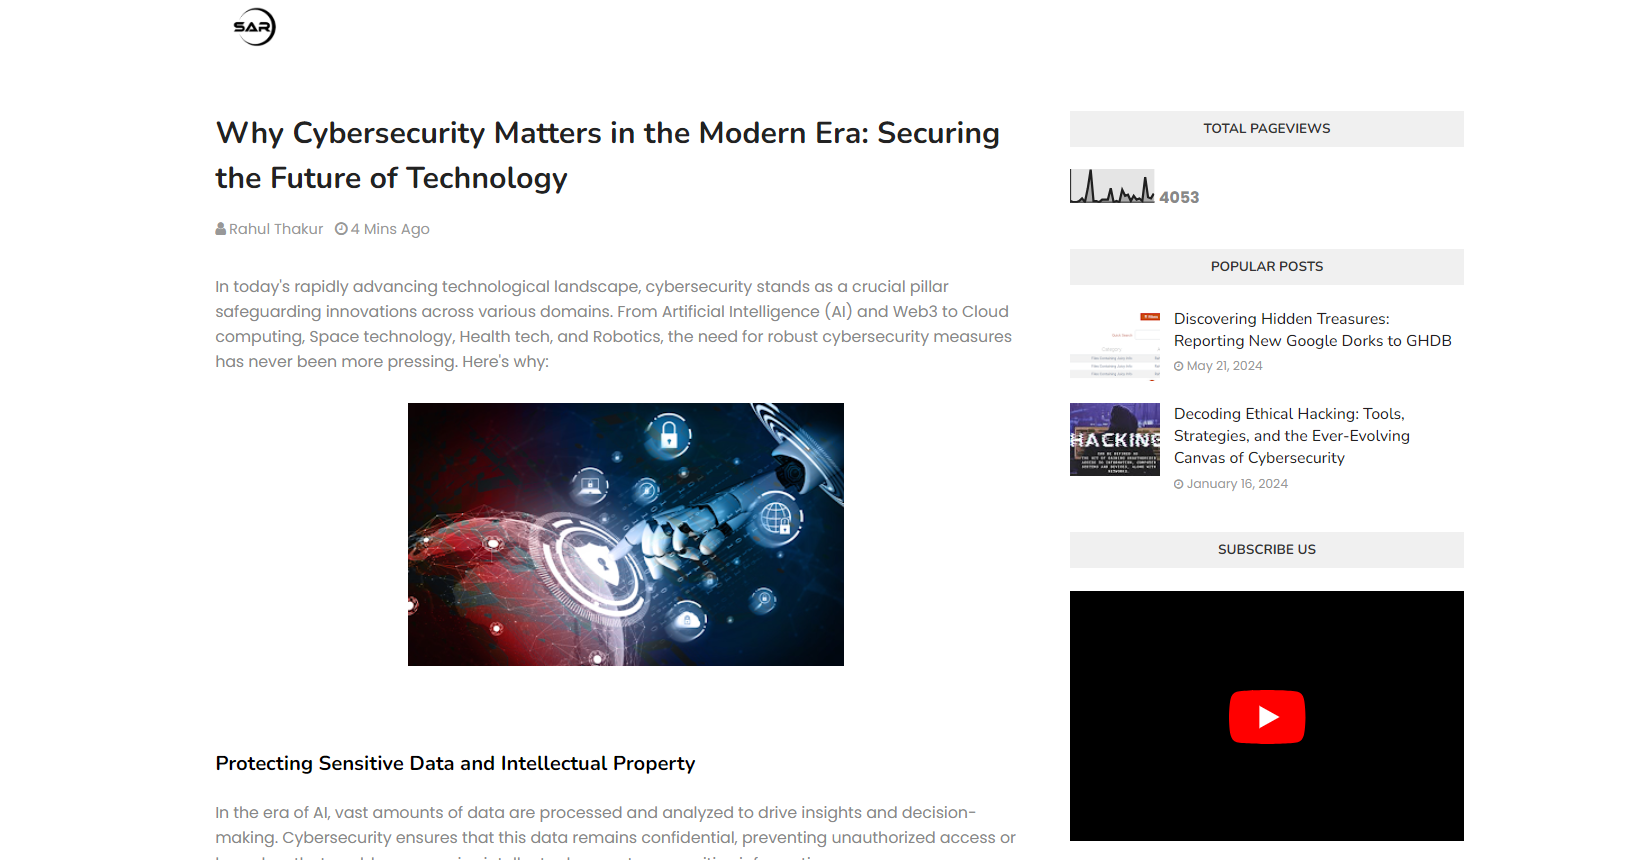 SAR
Why Cybersecurity Matters in the Modern Era: Securing
the Future of Technology
Rahul Thakur 4 Mins Ago
In today's rapidly advancing technological landscape, cybersecurity stands as a crucial pillar
safeguarding innovations across various domains. From Artificial Intelligence (AI) and Web3 to Cloud
computing, Space technology, Health tech, and Robotics, the need for robust cybersecurity measures
has never been more pressing. Here's why:
Protecting Sensitive Data and Intellectual Property
In the era of AI, vast amounts of data are processed and analyzed to drive insights and decision-
making. Cybersecurity ensures that this data remains confidential, preventing unauthorized access or
TOTAL PAGEVIEWS
4053
POPULAR POSTS
Discovering Hidden Treasures:
Reporting New Google Dorks to GHDB
May 21, 2024
HACKING
Decoding Ethical Hacking: Tools,
Strategies, and the Ever-Evolving
Canvas of Cybersecurity
January 16, 2024
SUBSCRIBE US